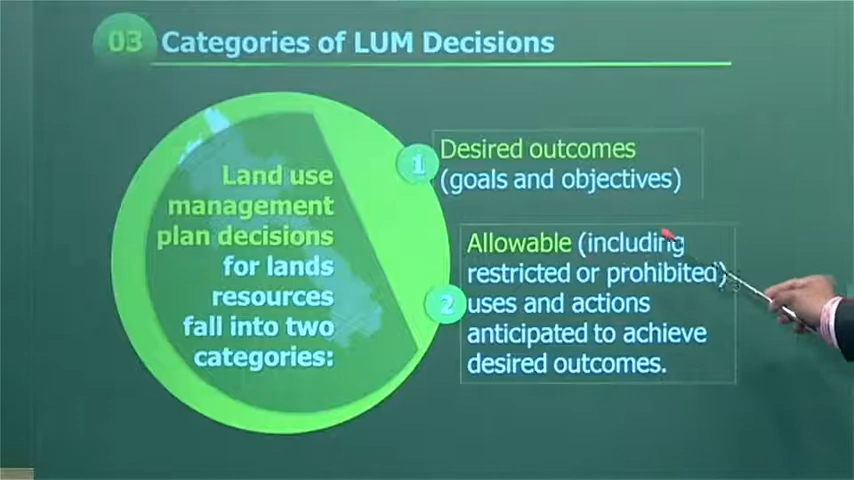 03 Categories of LUM Decisions
Land use
management
plan decisions
for lands
resources
fall into two
categories:
1
Desired outcomes
(goals and objectives)
2
Allowable (including
restricted or prohibited)
uses and actions
anticipated to achieve
desired outcomes.